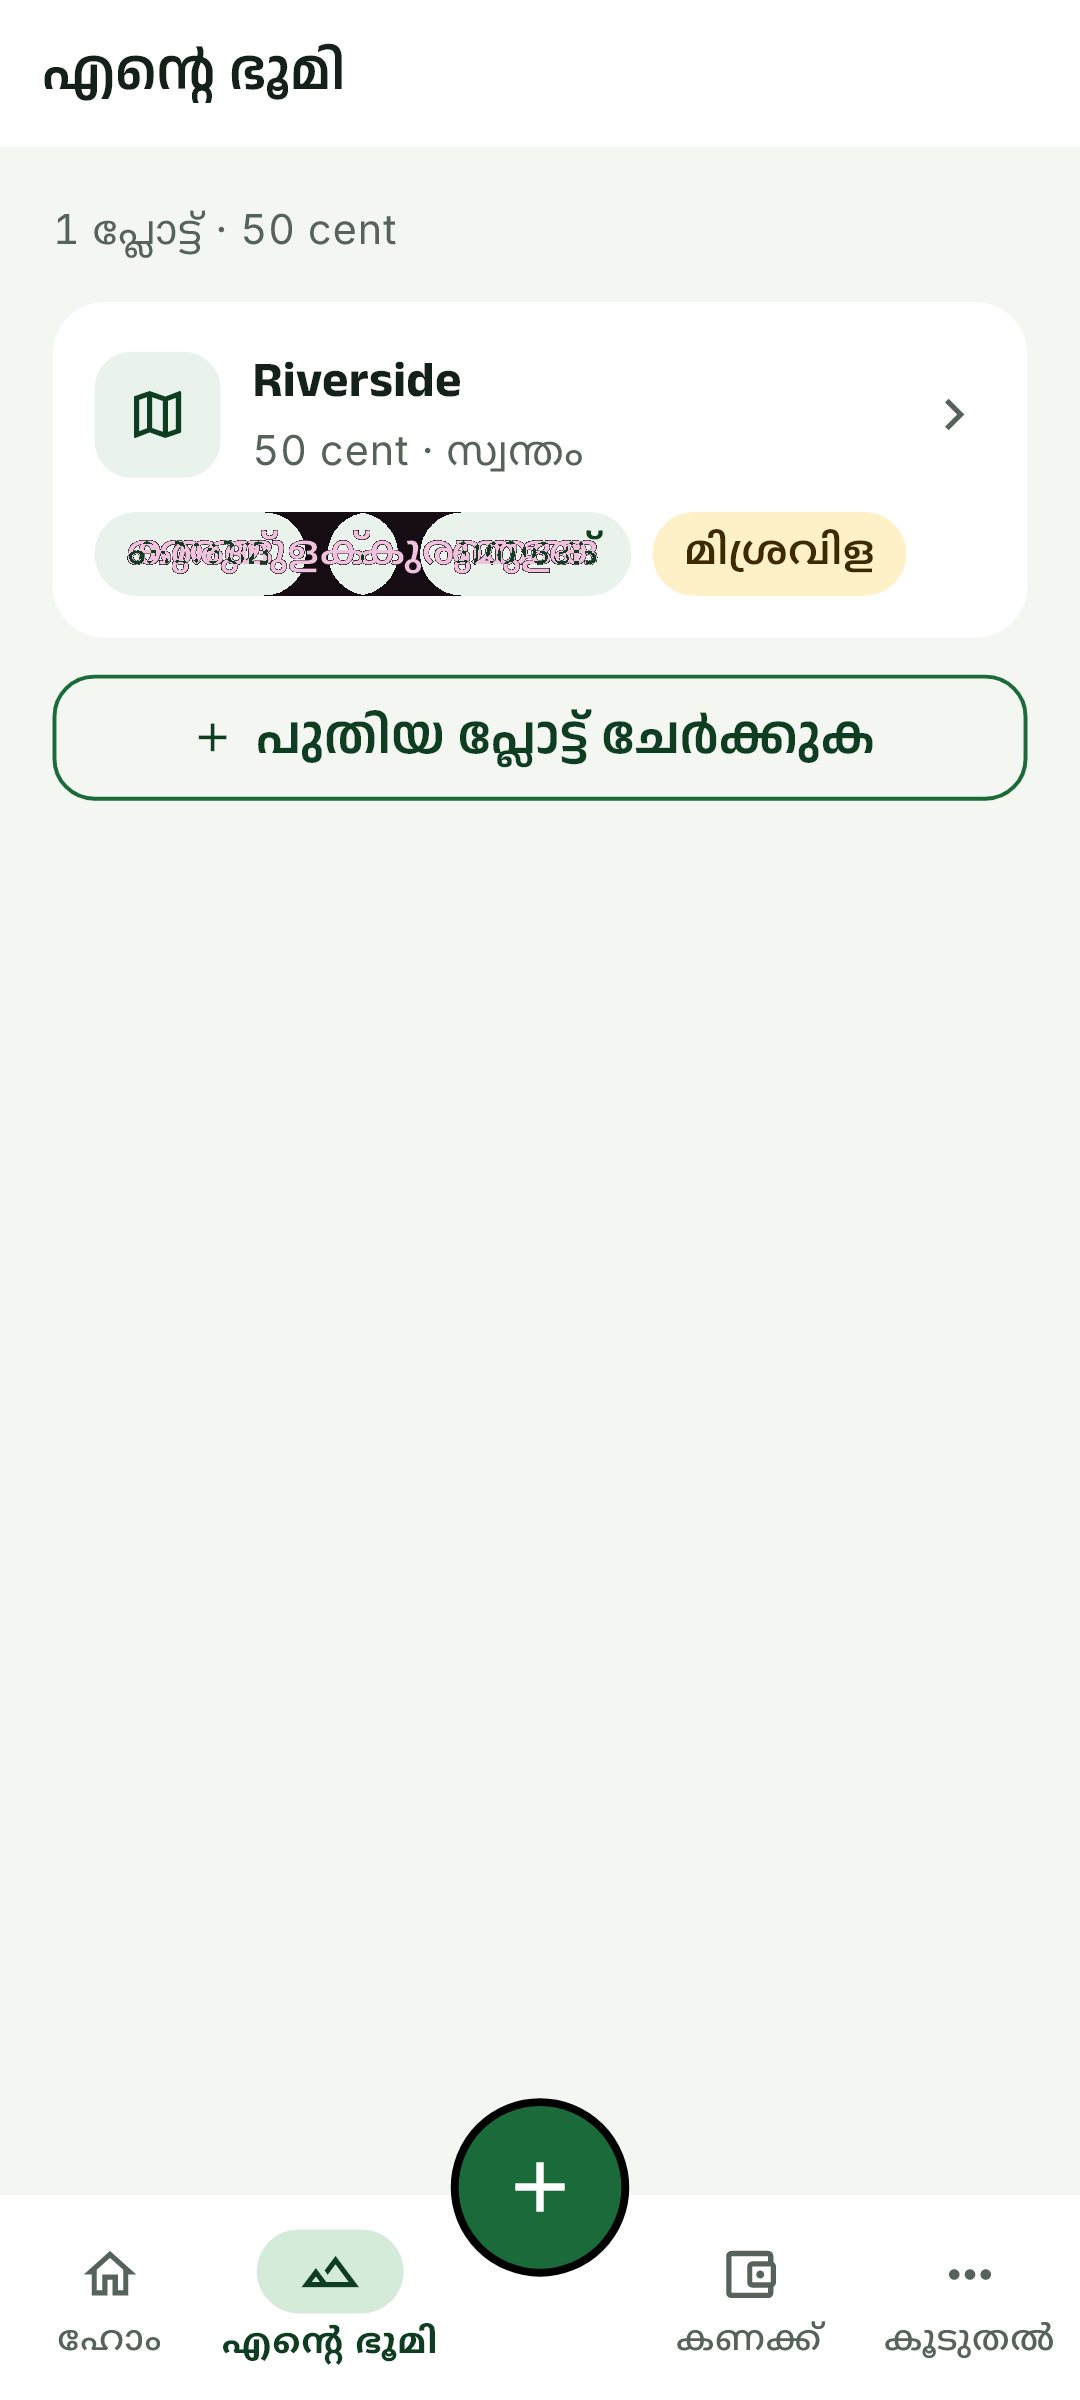 എന്റെ ഭൂമി
1 പ്ലോട്ട് · 50 cent
Riverside
50 cent · സ്വന്തം
മിശ്രവിള
+ പുതിയ പ്ലോട്ട് ചേർക്കുക
ഹോം
എന്റെ ഭൂമി
കണക്ക്
കൂടുതൽ